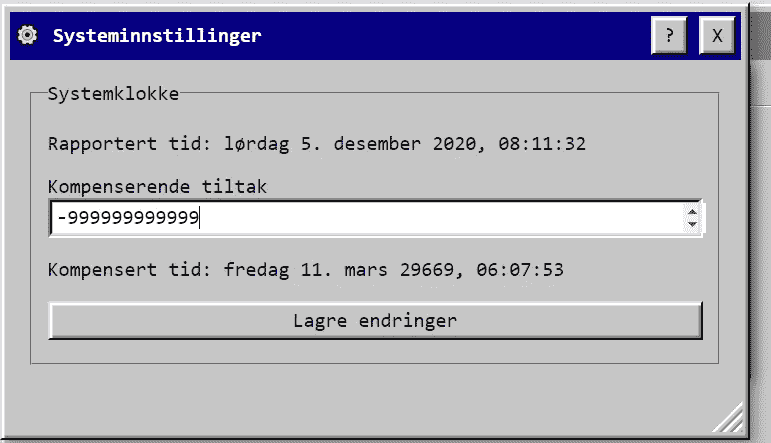 Systeminnstillinger ? X
Systemklokke
Rapportert tid: lørdag 5. desember 2020, 08:11:32
Kompenserende tiltak
-999999999999
Kompensert tid: fredag 11. mars 29669, 06:07:53
Lagre endringer